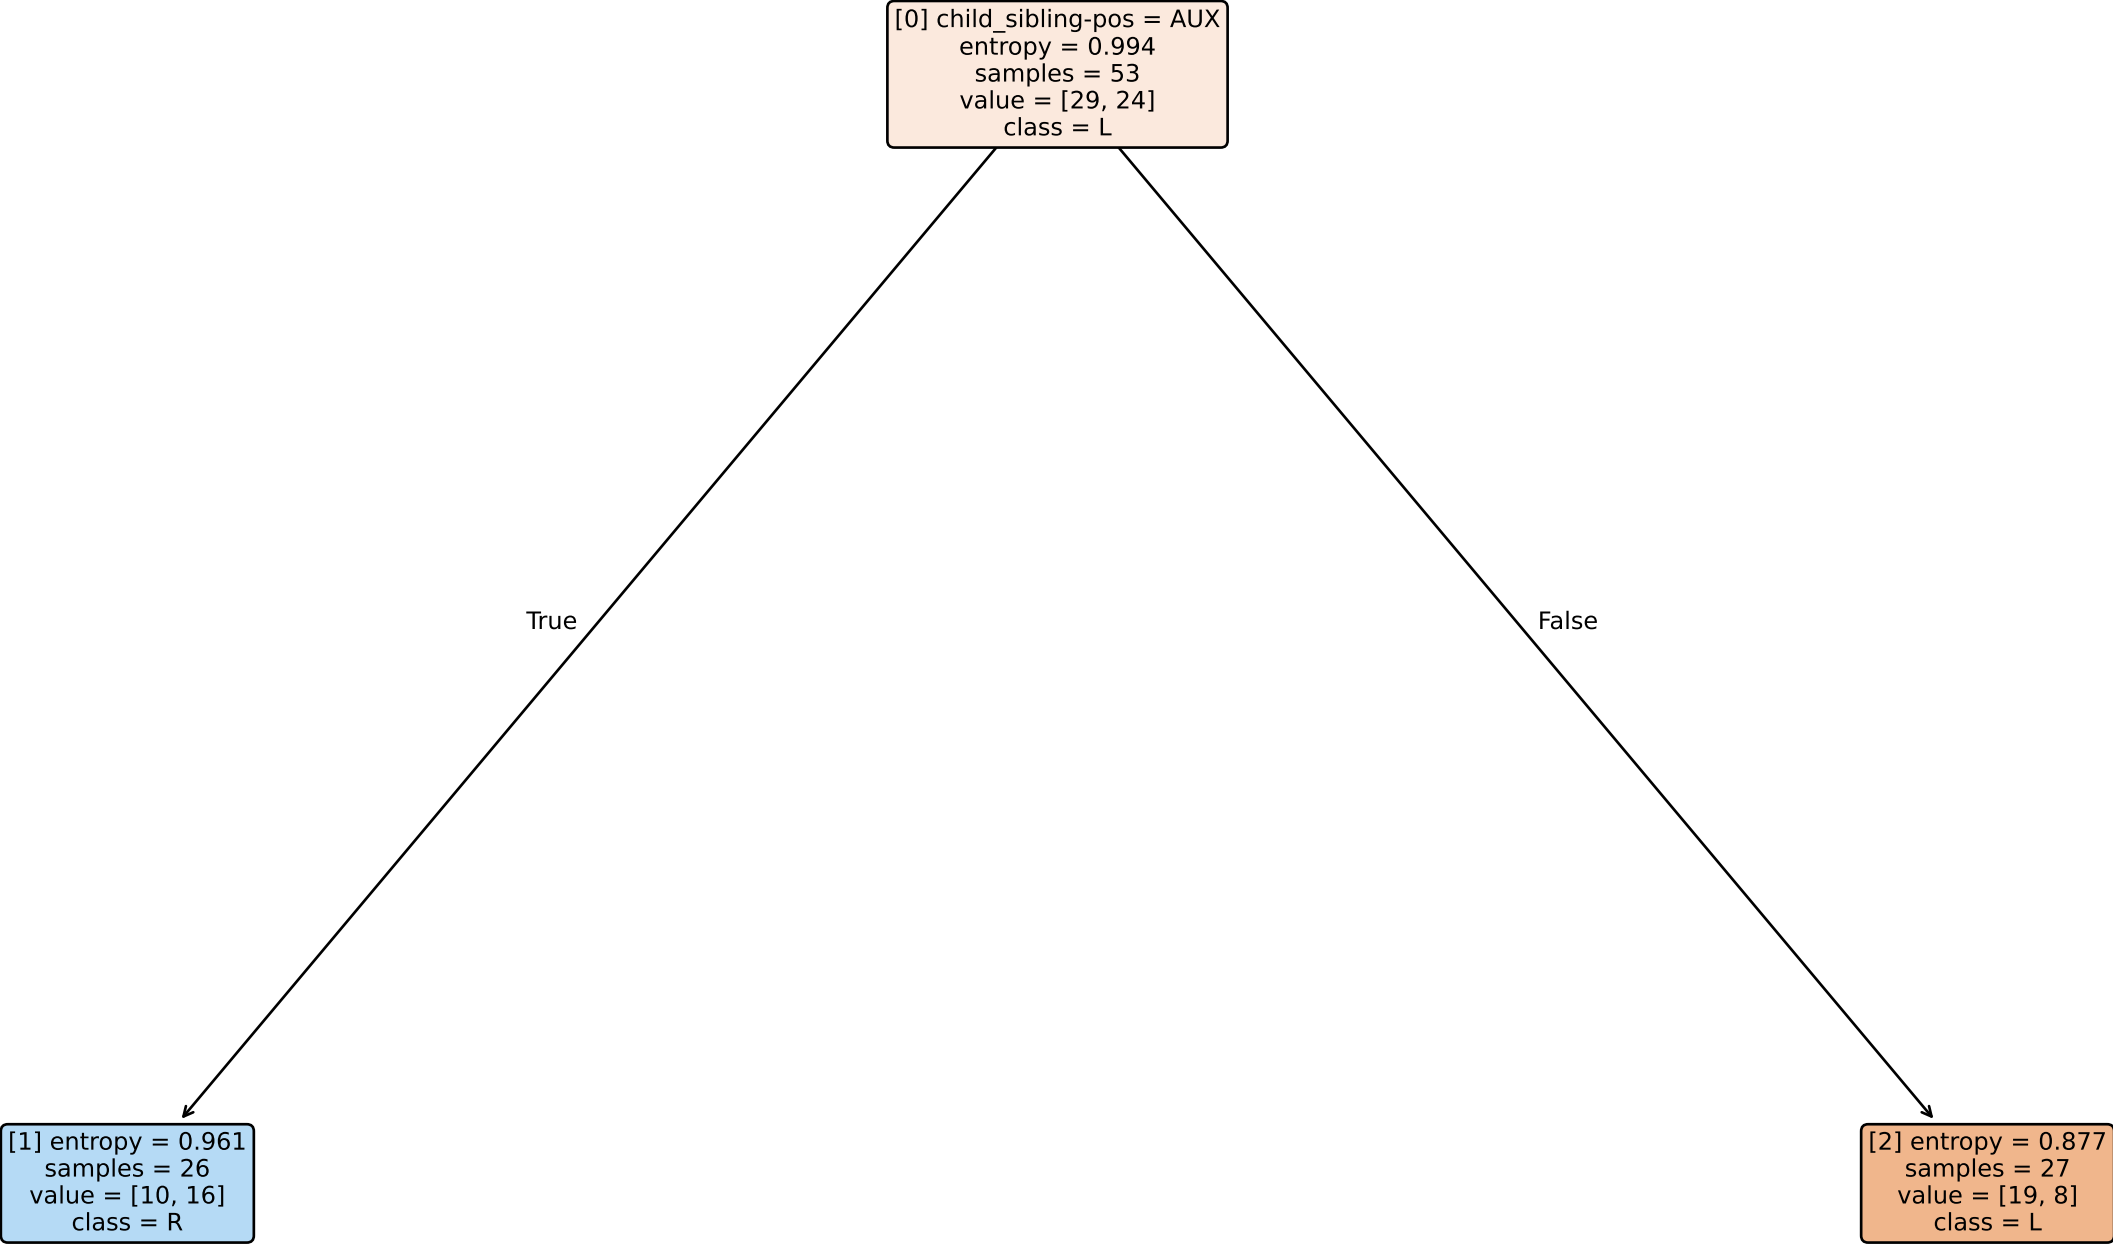 [0] child_sibling-pos = AUX
entropy = 0.994
samples = 53
value = [29, 24]
class = L
True
False
[1] entropy = 0.961
samples = 26
value = [10, 16]
class = R
[2] entropy = 0.877
samples = 27
value = [19, 8]
class = L